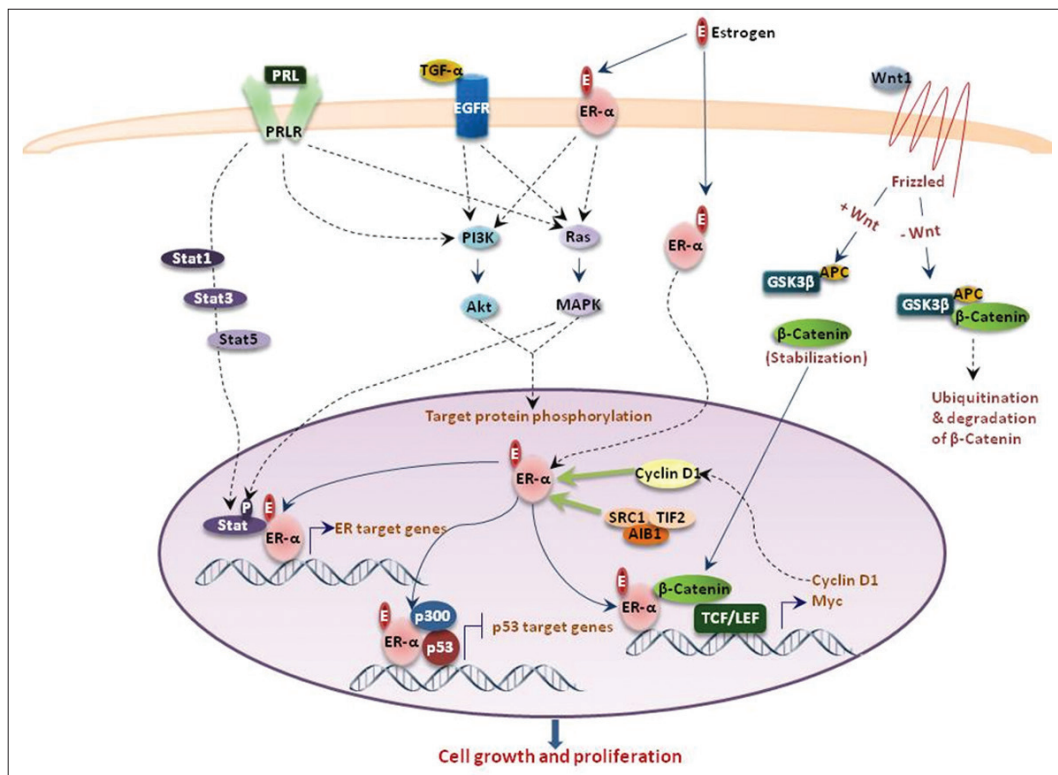 E Estrogen
TGF-α
Wnt1
PRL
E
EGFR
PRLR
ER-α
Frizzled
+ Wnt
- Wnt
E
PI3K
Ras
ER-α
Stat1
APC
GSK3β
APC
GSK3β
β-Catenin
Stat3
Akt
MAPK
Stat5
β-Catenin
(Stabilization)
Ubiquitination
& degradation
of β-Catenin
Target protein phosphorylation
E
ER-α
Cyclin D1
P
E
Stat
ER-α
ER target genes
SRC1
TIF2
AIB1
E
β-Catenin
ER-α
TCF/LEF
Cyclin D1
Myc
E
p300
ER-α
p53
p53 target genes
Cell growth and proliferation